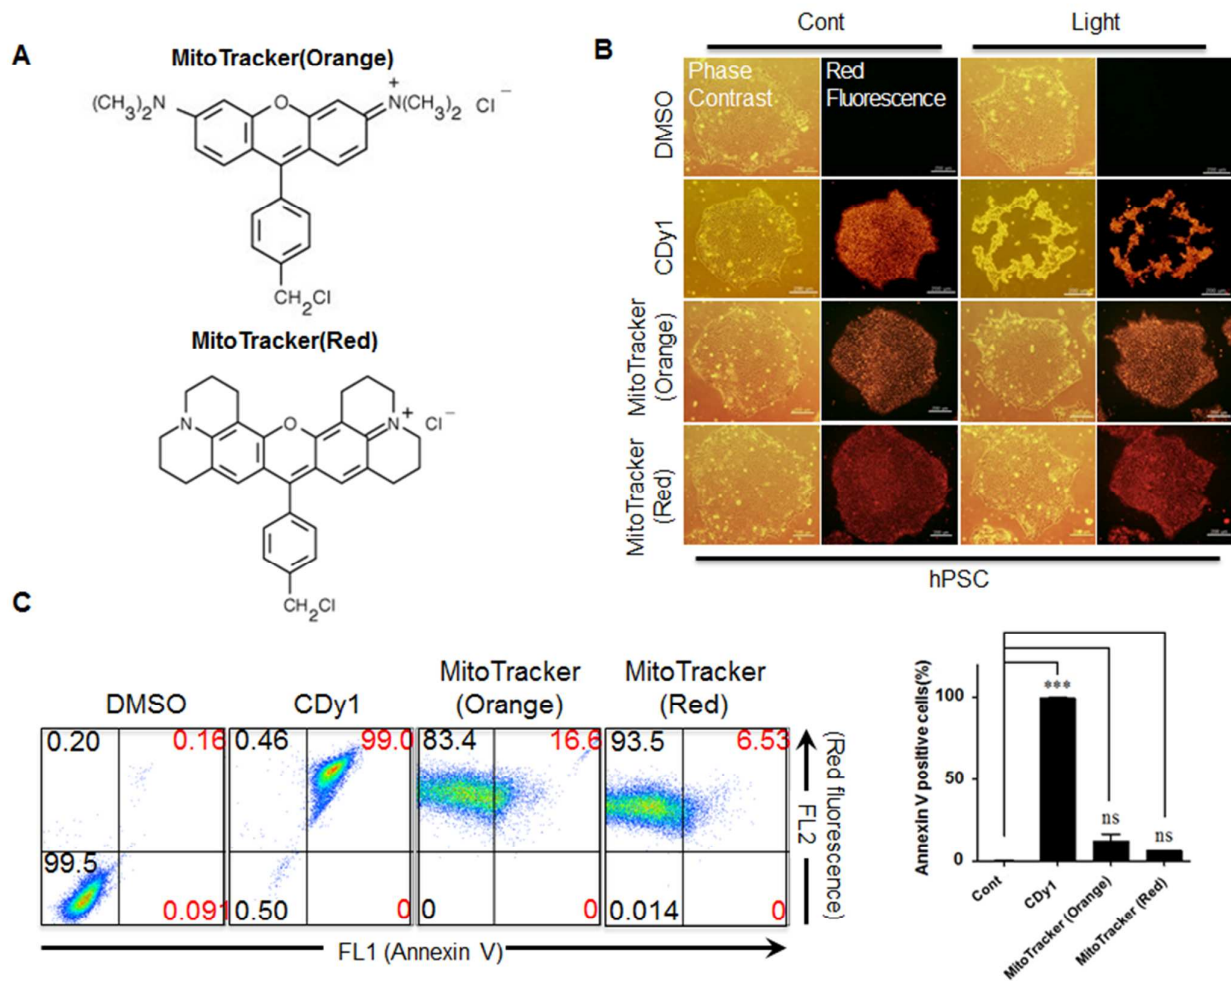 A
MitoTracker(Orange)
(CH3)2N
O
+
N(CH3)2
Cl −
CH2Cl
MitoTracker(Red)
N
O
N +
Cl −
CH2Cl
B
Cont
Light
Phase
Contrast
Red
Fluorescence
DMSO
CDy1
MitoTracker
(Orange)
MitoTracker
(Red)
hPSC
C
DMSO
CDy1
MitoTracker
(Orange)
MitoTracker
(Red)
0.20 0.16
99.5 0.091
0.46 99.0
0.50 0
83.4 16.6
0 0
93.5 6.53
0.014 0
FL2
(Red fluorescence)
FL1 (Annexin V)
Annexin V positive cells(%)
100
50
0
***
ns
ns
Cont
CDy1
MitoTracker (Orange)
MitoTracker (Red)